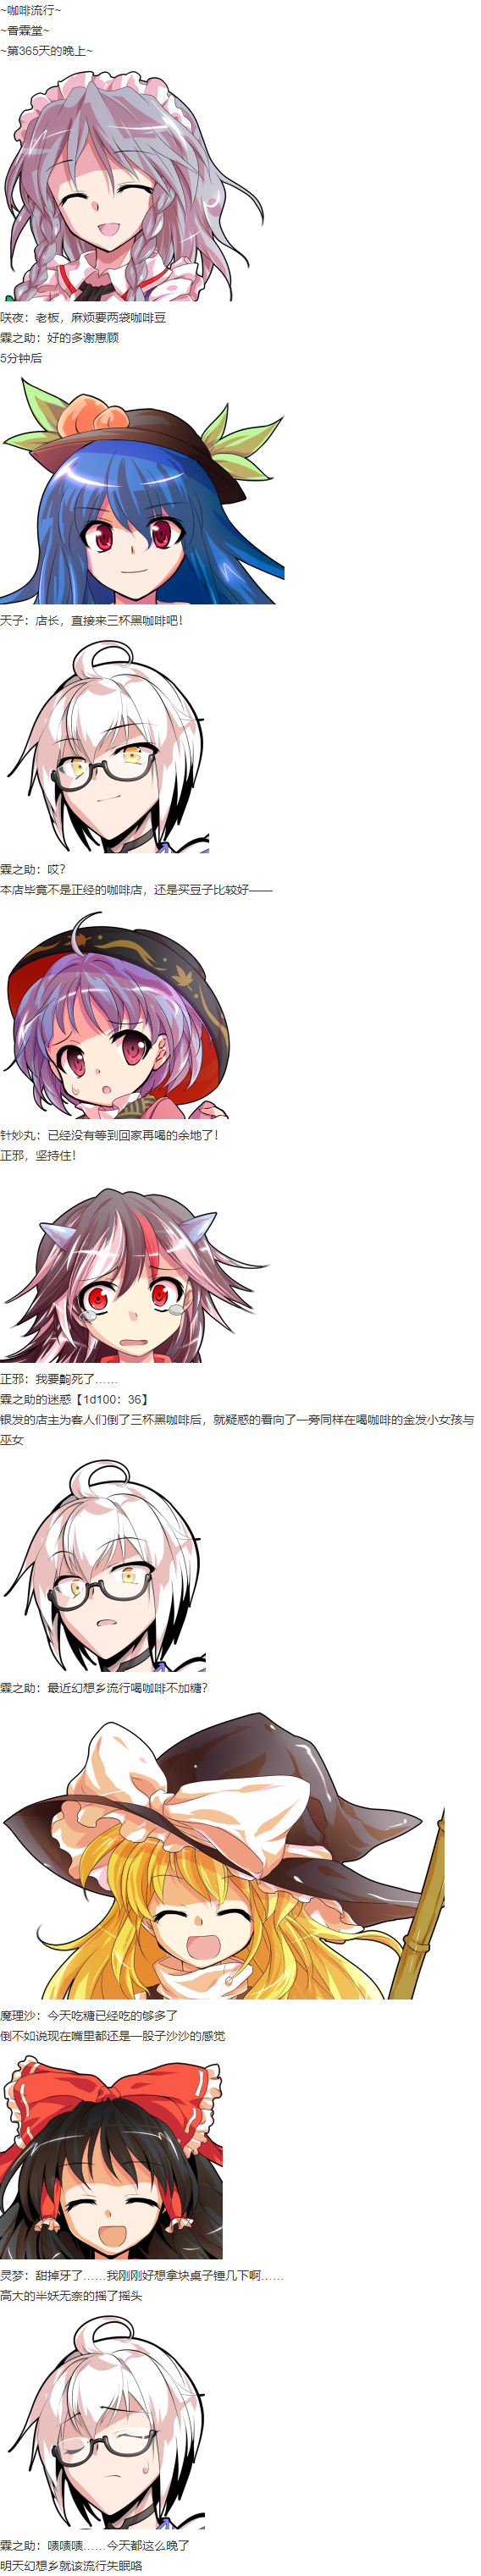 ~咖啡流行~
~香霖堂~
~第365天的晚上~
咲夜：老板，麻烦要两袋咖啡豆
霖之助：好的多谢惠顾
5分钟后
天子：店长，直接来三杯黑咖啡吧！
霖之助：哎？
本店毕竟不是正经的咖啡店，还是买豆子比较好——
针妙丸：已经没有等到回家再喝的余地了！
正邪，坚持住！
正邪：我要齁死了……
霖之助的迷惑【1d100：36】
银发的店主为客人们倒了三杯黑咖啡后，就疑惑的看向了一旁同样在喝咖啡的金发小女孩与
巫女
霖之助：最近幻想乡流行喝咖啡不加糖？
魔理沙：今天吃糖已经吃的够多了
倒不如说现在嘴里都还是一股子沙沙的感觉
灵梦：甜掉牙了……我刚刚好想拿块桌子锤几下啊……
高大的半妖无奈的摇了摇头
霖之助：啧啧啧……今天都这么晚了
明天幻想乡就该流行失眠咯